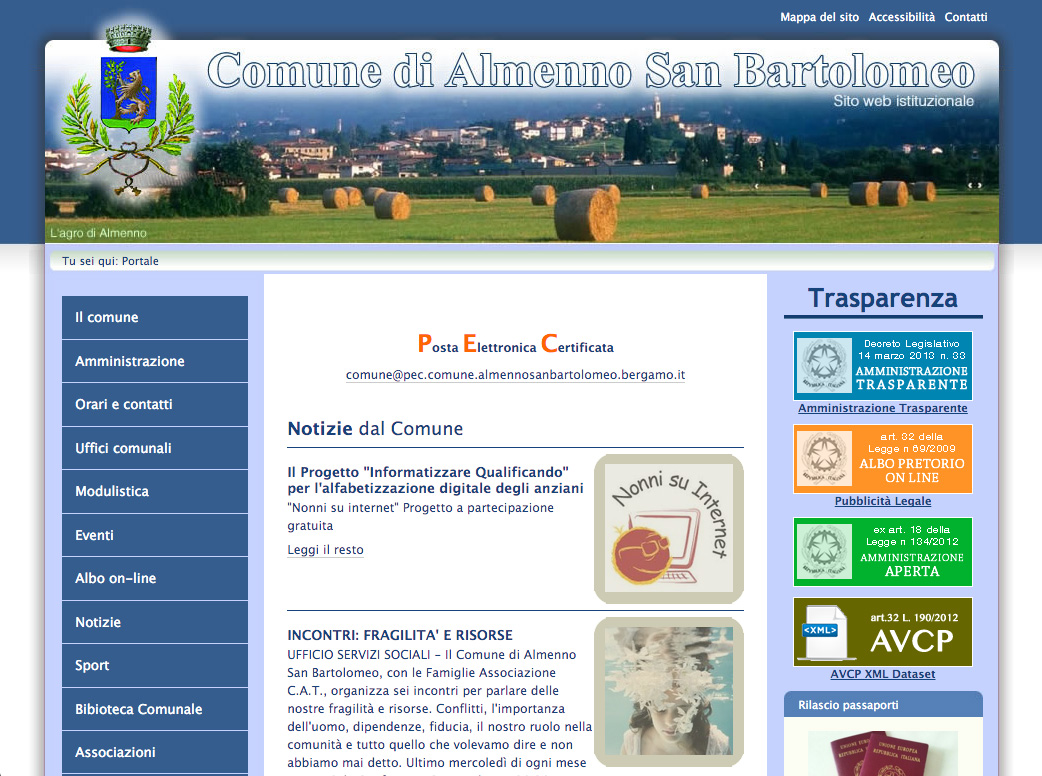 Mappa del sito Accessibilità Contatti
Comune di Almenno San Bartolomeo
Sito web istituzionale
L'agro di Almenno
Tu sei qui: Portale
Il comune
Amministrazione
Orari e contatti
Uffici comunali
Modulistica
Eventi
Albo on-line
Notizie
Sport
Bibioteca Comunale
Associazioni
Posta Elettronica Certificata
comune@pec.comune.almennosanbartolomeo.bergamo.it
Notizie dal Comune
Il Progetto "Informatizzare Qualificando"
per l'alfabetizzazione digitale degli anziani
"Nonni su internet" Progetto a partecipazione
gratuita
Leggi il resto
Nonni su Internet
INCONTRI: FRAGILITA' E RISORSE
UFFICIO SERVIZI SOCIALI - Il Comune di Almenno
San Bartolomeo, con le Famiglie Associazione
C.A.T., organizza sei incontri per parlare delle
nostre fragilità e risorse. Conflitti, l'importanza
dell'uomo, dipendenze, fiducia, il nostro ruolo nella
comunità e tutto quello che volevamo dire e non
abbiamo mai detto. Ultimo mercoledì di ogni mese
Trasparenza
Decreto Legislativo
14 marzo 2013 n. 33
AMMINISTRAZIONE
TRASPARENTE
Amministrazione Trasparente
art. 32 della
Legge n 69/2009
ALBO PRETORIO
ON LINE
Pubblicità Legale
ex art. 18 della
Legge n 134/2012
AMMINISTRAZIONE
APERTA
<XML>
art.32 L. 190/2012
AVCP
AVCP XML Dataset
Rilascio passaporti